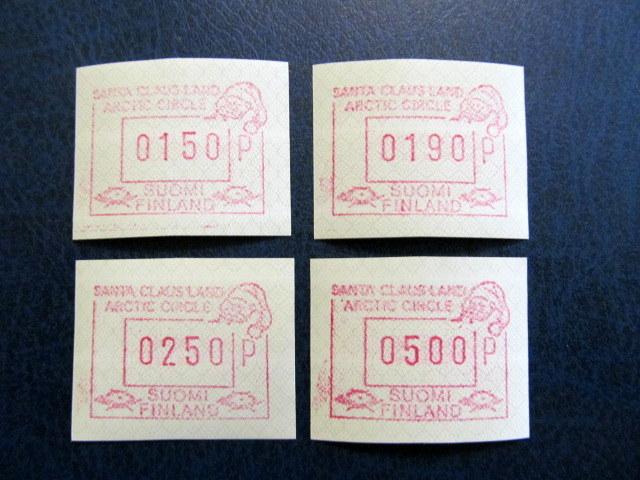 SANTA CLAUS LAND
ARCTIC CIRCLE
0150 P
SUOMI
FINLAND
SANTA CLAUS LAND
ARCTIC CIRCLE
0190 P
SUOMI
FINLAND
SANTA CLAUS LAND
ARCTIC CIRCLE
0250 P
SUOMI
FINLAND
SANTA CLAUS LAND
ARCTIC CIRCLE
0500 P
SUOMI
FINLAND